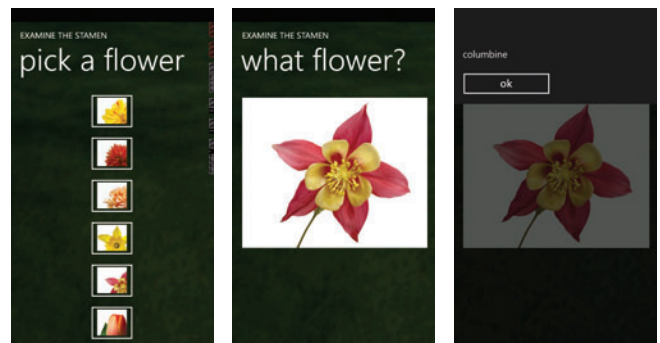 EXAMINE THE STAMEN
pick a flower
EXAMINE THE STAMEN
what flower?
columbine
ok